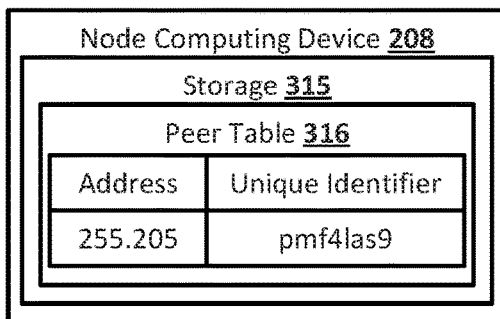 Node Computing Device 208
Storage 315
Peer Table 316
Address Unique Identifier
255.205 pmf4las9